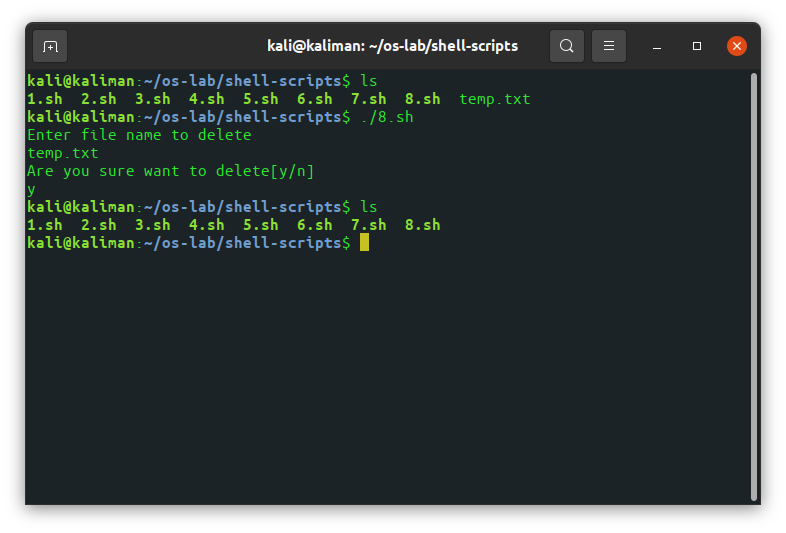 kali@kaliman: ~/os-lab/shell-scripts
kali@kaliman:~/os-lab/shell-scripts$ ls
1.sh  2.sh  3.sh  4.sh  5.sh  6.sh  7.sh  8.sh  temp.txt
kali@kaliman:~/os-lab/shell-scripts$ ./8.sh
Enter file name to delete
temp.txt
Are you sure want to delete[y/n]
y
kali@kaliman:~/os-lab/shell-scripts$ ls
1.sh  2.sh  3.sh  4.sh  5.sh  6.sh  7.sh  8.sh
kali@kaliman:~/os-lab/shell-scripts$